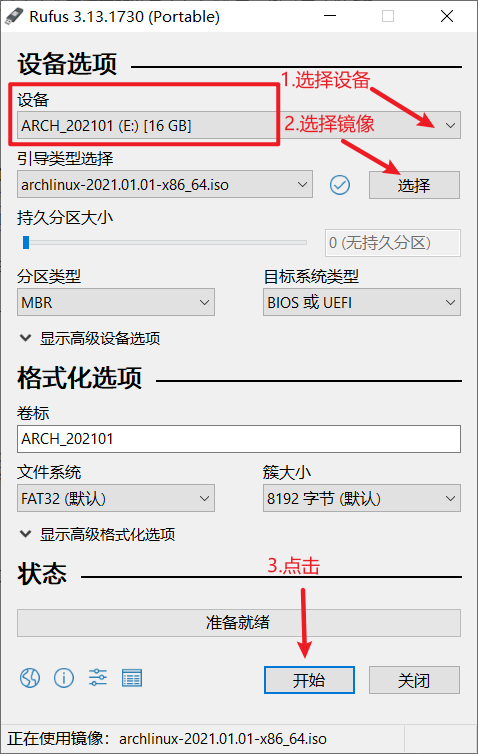 Rufus 3.13.1730 (Portable)
设备选项
设备
1.选择设备
ARCH_202101 (E:) [16 GB]
2.选择镜像
引导类型选择
archlinux-2021.01.01-x86_64.iso
选择
持久分区大小
0 (无持久分区)
分区类型
目标系统类型
MBR
BIOS 或 UEFI
显示高级设备选项
格式化选项
卷标
ARCH_202101
文件系统
簇大小
FAT32 (默认)
8192 字节 (默认)
显示高级格式化选项
状态
3.点击
准备就绪
开始
关闭
正在使用镜像：archlinux-2021.01.01-x86_64.iso